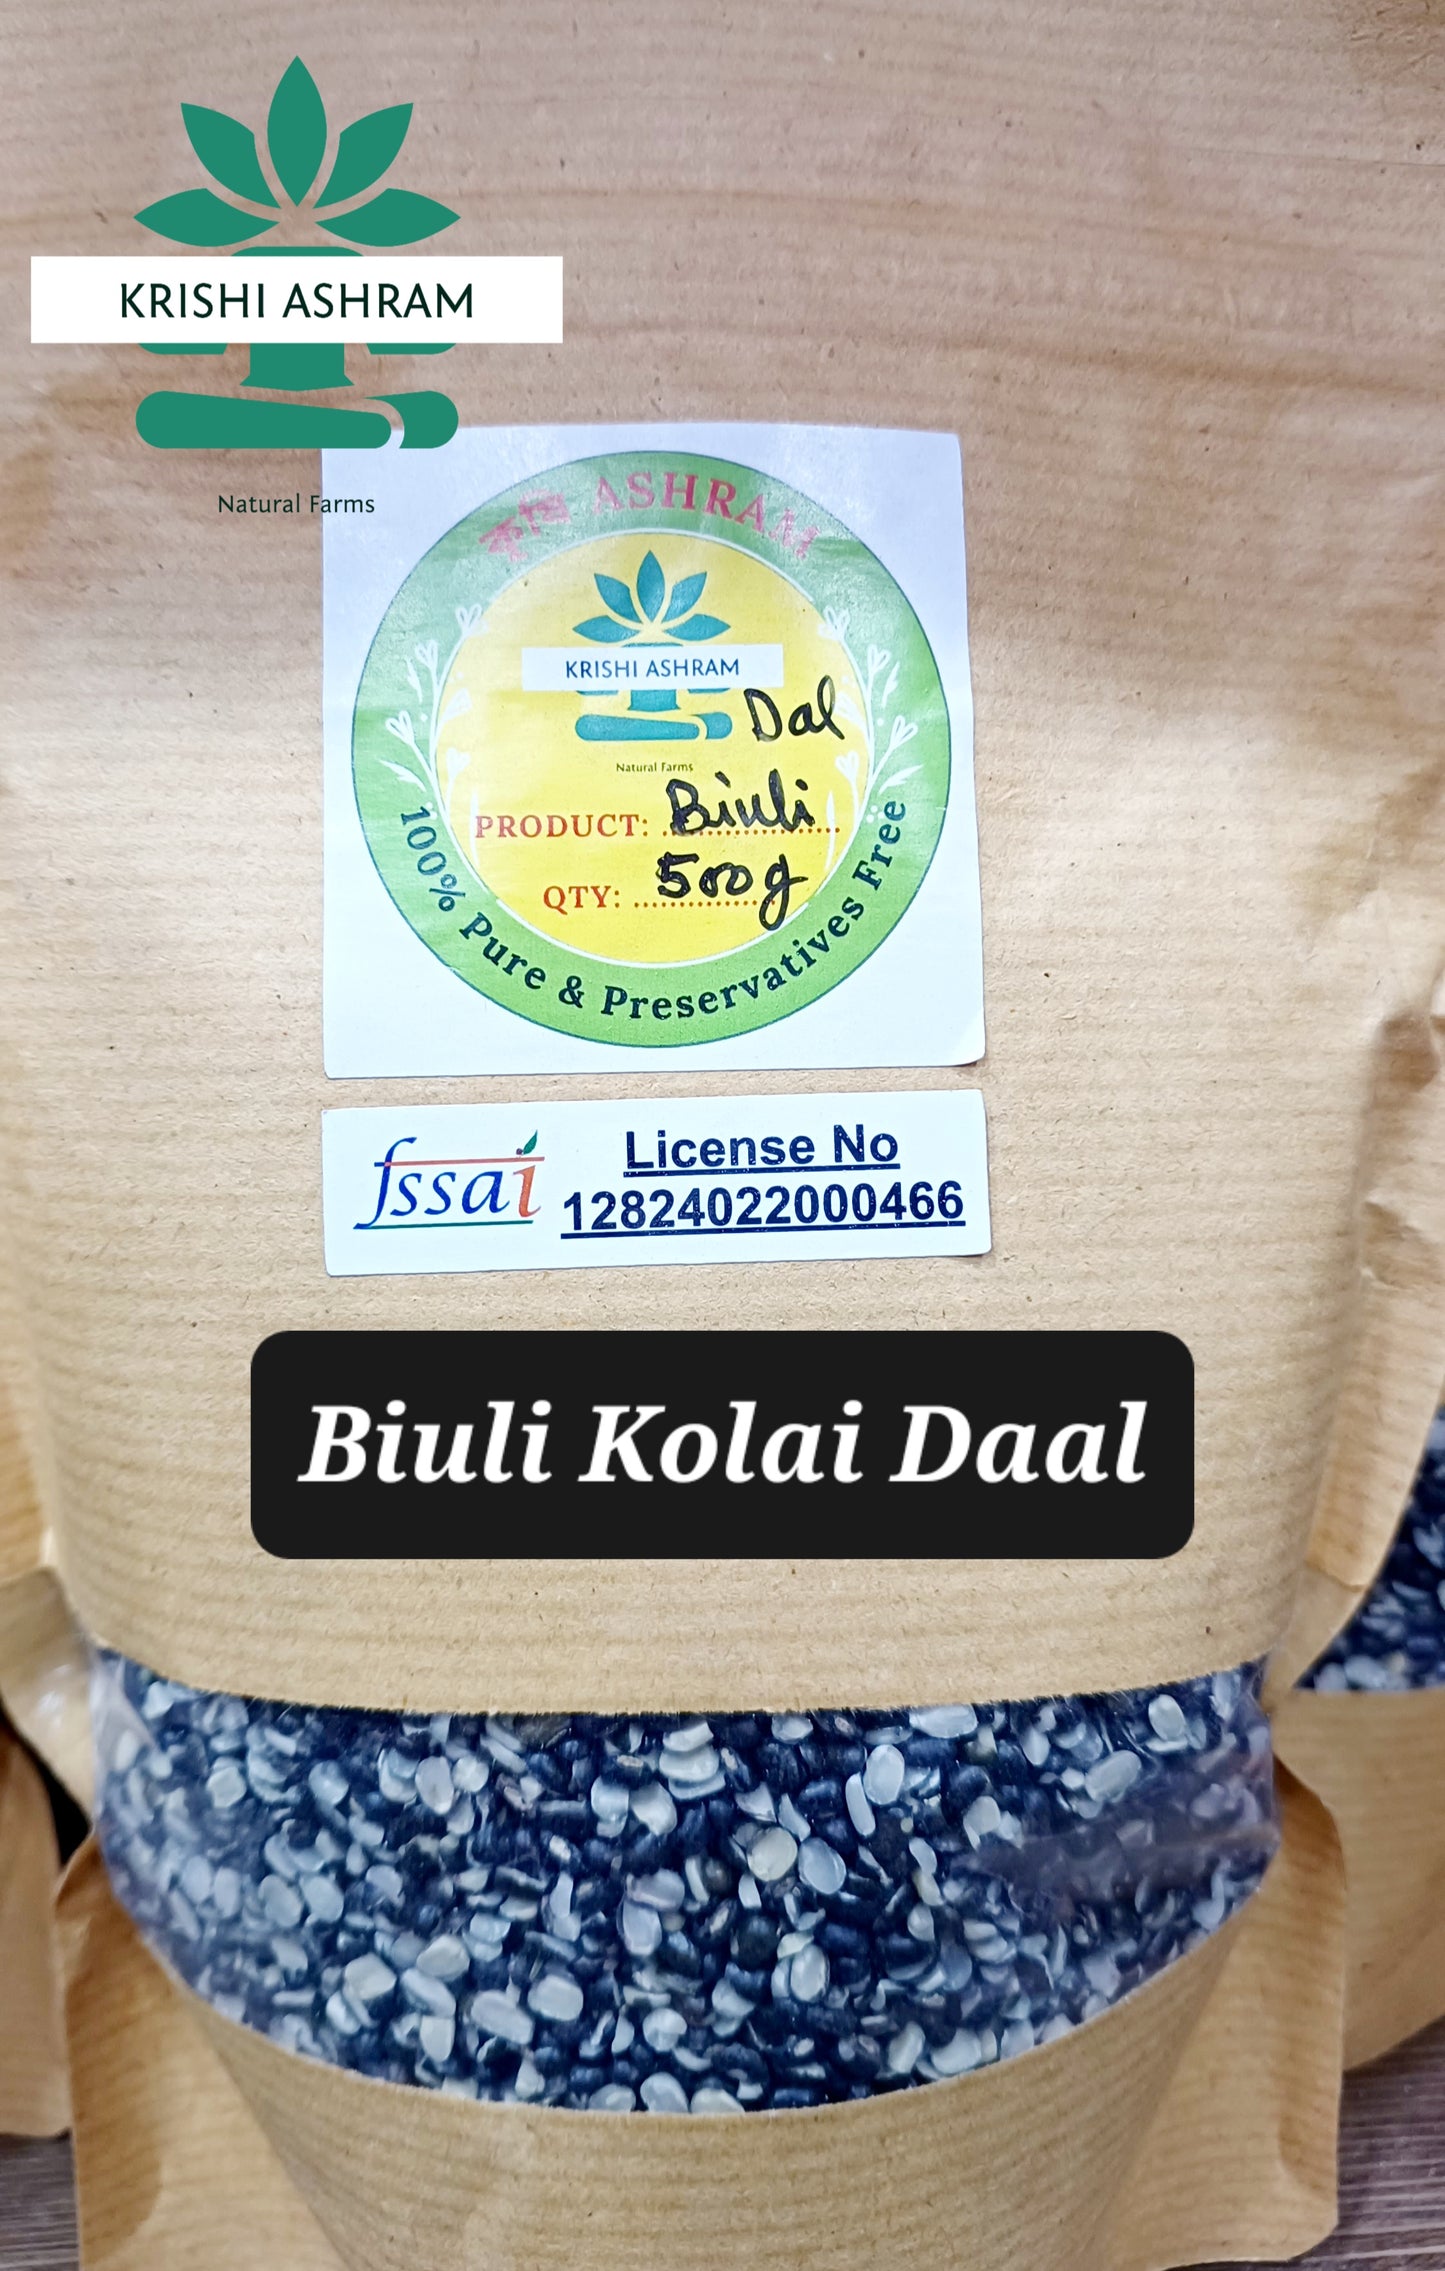 KRISHI ASHRAM
Natural Farms
কৃষি ASHRAM
KRISHI ASHRAM
Natural Farms
Dal
PRODUCT: Biuli
QTY: 500g
100% Pure & Preservatives Free
fssai
License No
12824022000466
Biuli Kolai Daal